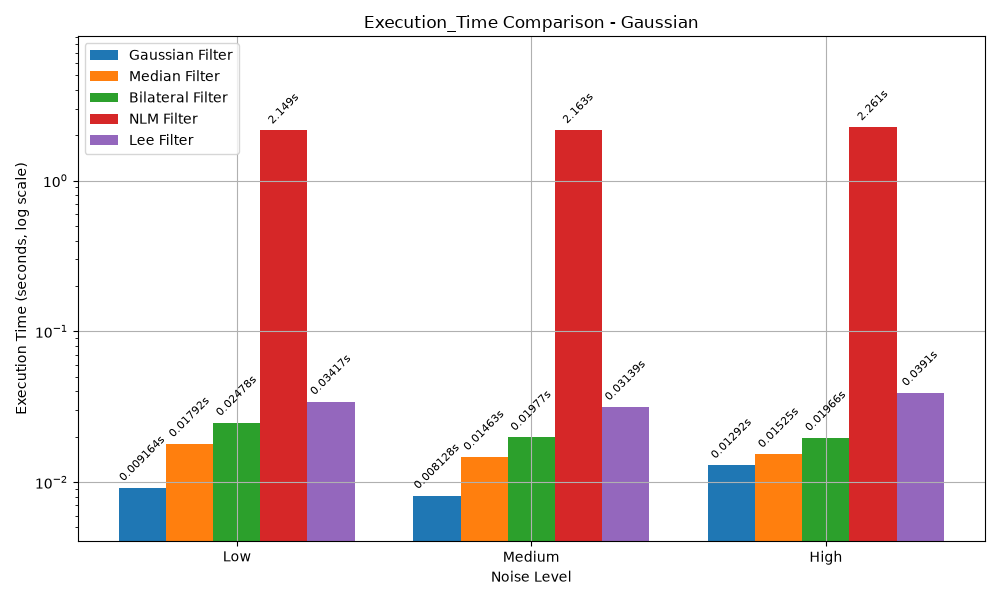 Execution_Time Comparison - Gaussian
Gaussian Filter
Median Filter
Bilateral Filter
NLM Filter
Lee Filter
Execution Time (seconds, log scale)
10⁰
10⁻¹
10⁻²
0.009164s
0.01792s
0.02478s
2.149s
0.03417s
0.008128s
0.01463s
0.01977s
2.163s
0.03139s
0.01292s
0.01525s
0.01966s
2.261s
0.0391s
Low
Medium
High
Noise Level